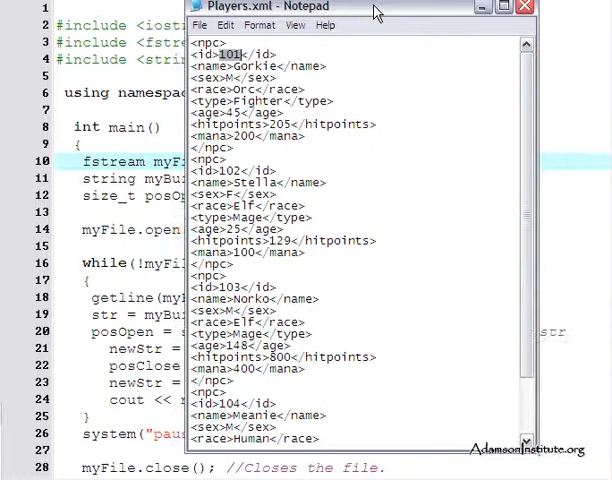 Players.xml - Notepad
File Edit Format View Help
<npc>
<id>101</id>
<name>Gorkie</name>
<sex>M</sex>
<race>Orc</race>
<type>Fighter</type>
<age>45</age>
<hitpoints>205</hitpoints>
<mana>200</mana>
</npc>
<npc>
<id>102</id>
<name>Stella</name>
<sex>F</sex>
<race>Elf</race>
<type>Mage</type>
<age>25</age>
<hitpoints>129</hitpoints>
<mana>100</mana>
</npc>
<npc>
<id>103</id>
<name>Norko</name>
<sex>M</sex>
<race>Elf</race>
<type>Mage</type>
<age>148</age>
<hitpoints>800</hitpoints>
<mana>400</mana>
</npc>
<npc>
<id>104</id>
<name>Meanie</name>
<sex>M</sex>
<race>Human</race>
1
2 #include <iost
3 #include <fstre
4 #include <strin
5
6 using namespac
7
8 int main()
9 {
10 fstream myFi
11 string myBu
12 size_t posOp
13
14 myFile.open
15
16 while(!myFil
17 {
18 getline(my
19 str = my
20 posOpen = s str
21 newStr =
22 posClose
23 newStr =
24 cout << n
25 }
26 system("paus
27
28 myFile.close(); //Closes the file.
AdamsonInstitute.org